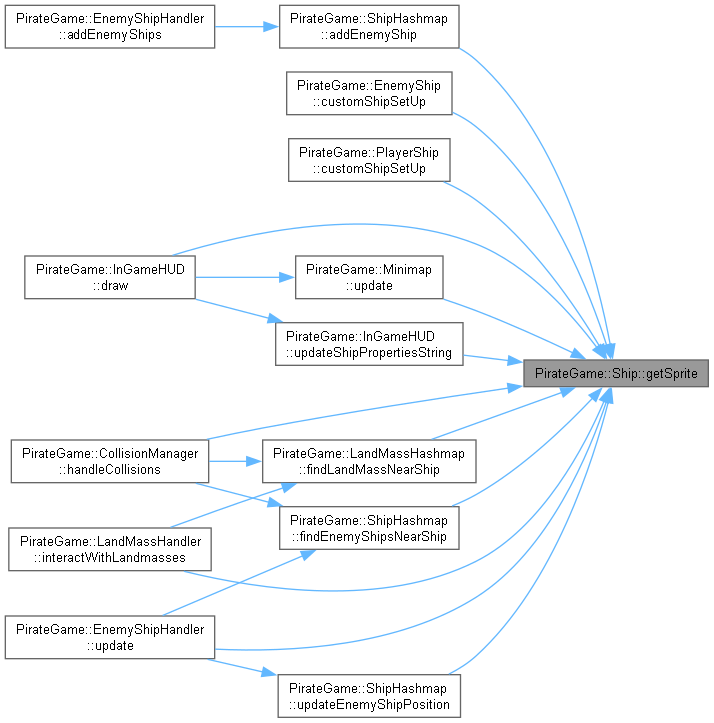 PirateGame::EnemyShipHandler
::addEnemyShips
PirateGame::ShipHashmap
::addEnemyShip
PirateGame::EnemyShip
::customShipSetUp
PirateGame::PlayerShip
::customShipSetUp
PirateGame::InGameHUD
::draw
PirateGame::Minimap
::update
PirateGame::InGameHUD
::updateShipPropertiesString
PirateGame::Ship::getSprite
PirateGame::CollisionManager
::handleCollisions
PirateGame::LandMassHashmap
::findLandMassNearShip
PirateGame::LandMassHandler
::interactWithLandmasses
PirateGame::ShipHashmap
::findEnemyShipsNearShip
PirateGame::EnemyShipHandler
::update
PirateGame::ShipHashmap
::updateEnemyShipPosition